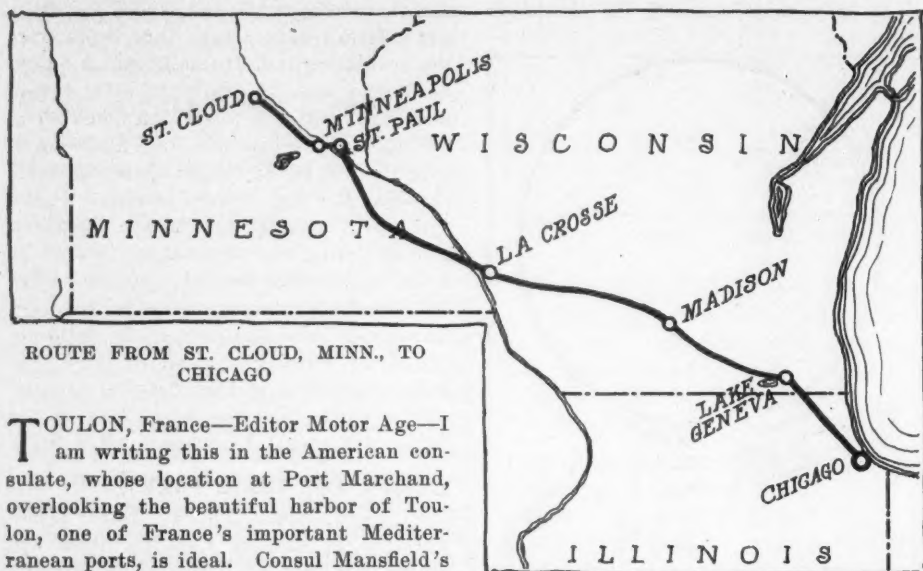 ST. CLOUD
MINNEAPOLIS
ST. PAUL
WISCONSIN
MINNESOTA
LA CROSSE
MADISON
LAKE
GENEVA
CHICAGO
ILLINOIS
ROUTE FROM ST. CLOUD, MINN., TO
CHICAGO
TOULON, France—Editor Motor Age—I
am writing this in the American con-
sulate, whose location at Port Marchand,
overlooking the beautiful harbor of Tou-
lon, one of France's important Mediter-
ranean ports, is ideal. Consul Mansfield's